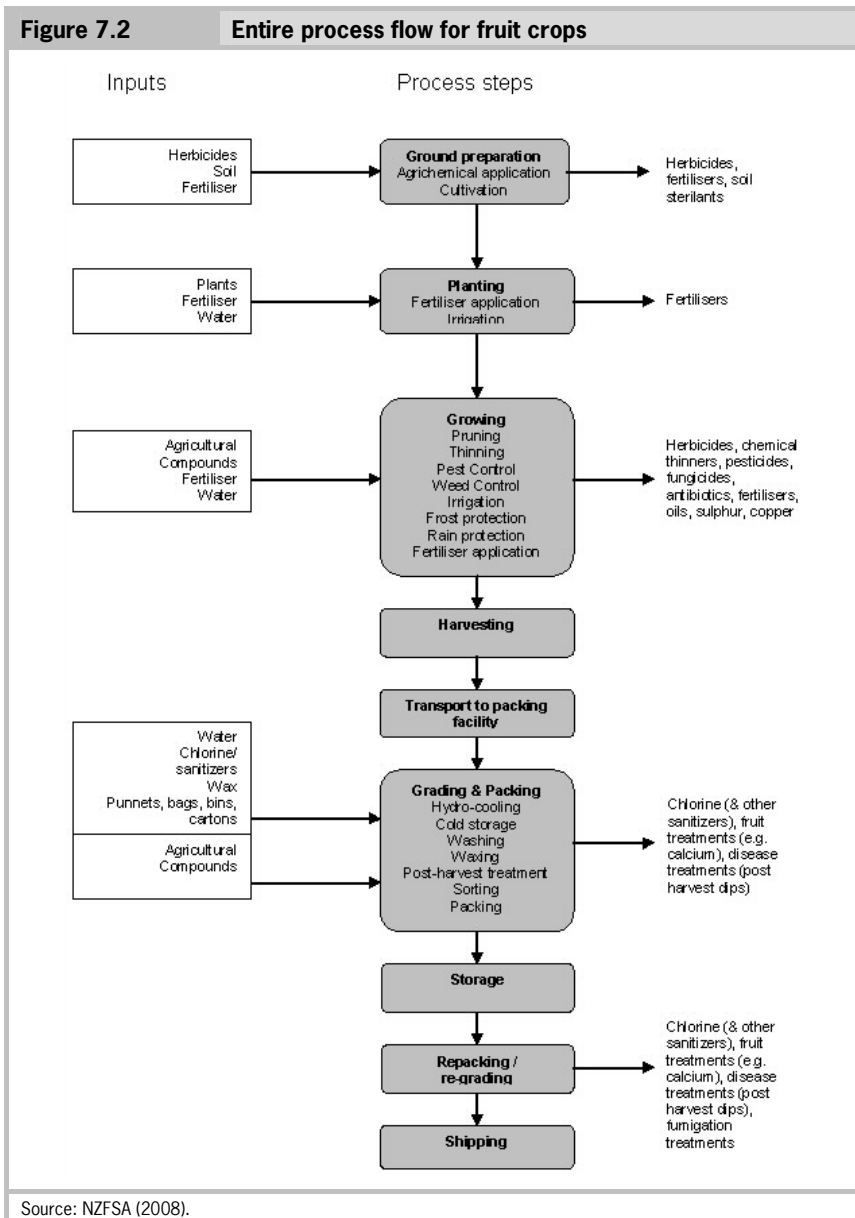 Figure 7.2 Entire process flow for fruit crops
Inputs
Process steps
Herbicides
Soil
Fertiliser
Ground preparation
Agrichemical application
Cultivation
Herbicides,
fertilisers, soil
sterilants
Plants
Fertiliser
Water
Planting
Fertiliser application
Irrigation
Fertilisers
Agricultural
Compounds
Fertiliser
Water
Growing
Pruning
Thinning
Pest Control
Weed Control
Irrigation
Frost protection
Rain protection
Fertiliser application
Herbicides, chemical
thinners, pesticides,
fungicides,
antibiotics, fertilisers,
oils, sulphur, copper
Harvesting
Transport to packing
facility
Water
Chlorine/
sanitizers
Wax
Punnets, bags, bins,
cartons
Agricultural
Compounds
Grading & Packing
Hydro-cooling
Cold storage
Washing
Waxing
Post-harvest treatment
Sorting
Packing
Chlorine (& other
sanitizers), fruit
treatments (e.g.
calcium), disease
treatments (post
harvest dips)
Storage
Repacking /
re-grading
Chlorine (& other
sanitizers), fruit
treatments (e.g.
calcium), disease
treatments (post
harvest dips),
fumigation
treatments
Shipping
Source: NZFSA (2008).